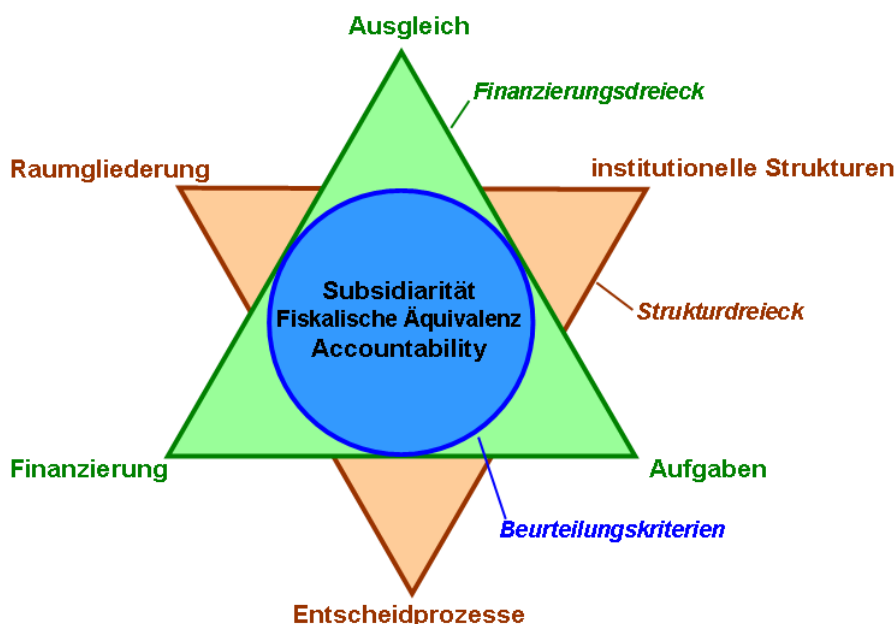 Ausgleich
Finanzierungsdreieck
Raumgliederung
institutionelle Strukturen
Subsidiarität
Fiskalische Äquivalenz
Accountability
Strukturdreieck
Finanzierung
Aufgaben
Beurteilungskriterien
Entscheidprozesse